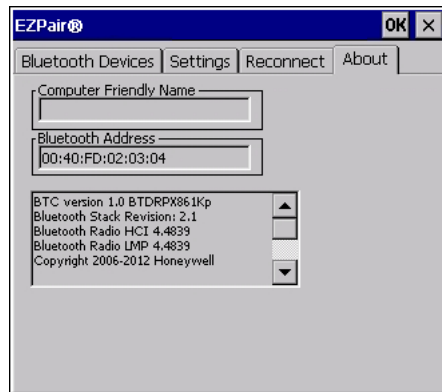 EZPair® OK ×
Bluetooth Devices Settings Reconnect About
Computer Friendly Name
Bluetooth Address
00:40:FD:02:03:04
BTC version 1.0 BTDRPX861Kp
Bluetooth Stack Revision: 2.1
Bluetooth Radio HCI 4.4839
Bluetooth Radio LMP 4.4839
Copyright 2006-2012 Honeywell